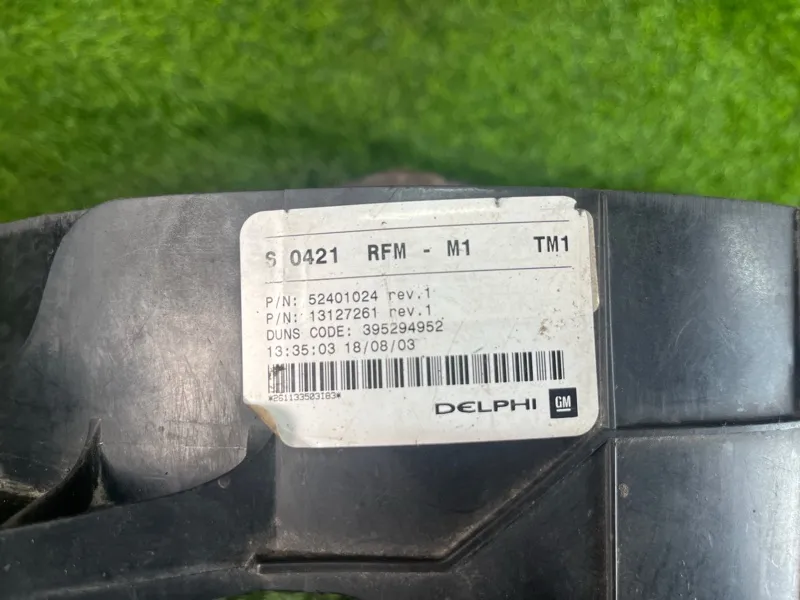 S 0421 RFM - M1 TM1
P/N: 52401024 rev.1
P/N: 13127261 rev.1
DUNS CODE: 395294952
13:35:03 18/08/03
*261133503183*
DELPHI GM